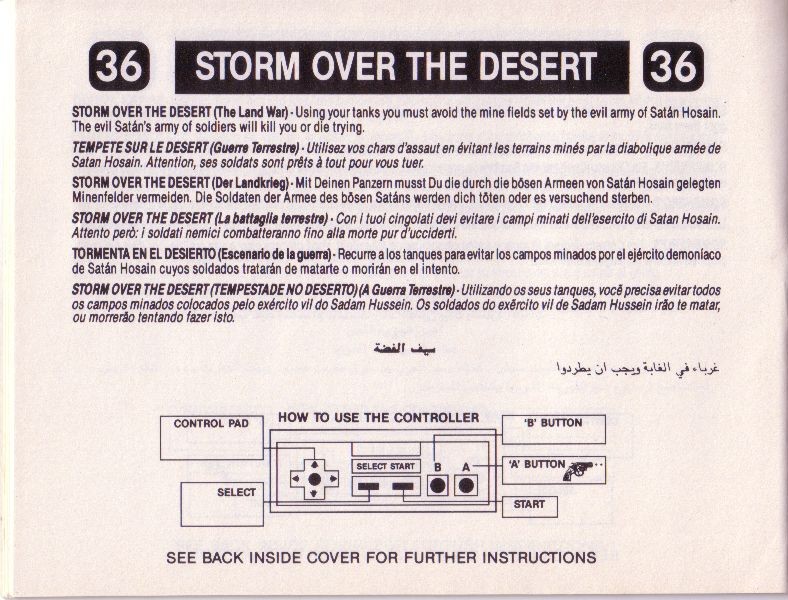 36 STORM OVER THE DESERT 36
STORM OVER THE DESERT (The Land War) - Using your tanks you must avoid the mine fields set by the evil army of Satán Hosain.
The evil Satán's army of soldiers will kill you or die trying.
TEMPETE SUR LE DESERT (Guerre Terrestre) - Utilisez vos chars d'assaut en évitant les terrains minés par la diabolique armée de
Satan Hosain. Attention, ses soldats sont prêts à tout pour vous tuer.
STORM OVER THE DESERT (Der Landkrieg) - Mit Deinen Panzern musst Du die durch die bösen Armeen von Satán Hosain gelegten
Minenfelder vermeiden. Die Soldaten der Armee des bösen Satáns werden dich töten oder es versuchend sterben.
STORM OVER THE DESERT (La battaglia terrestre) - Con i tuoi cingolati devi evitare i campi minati dell'esercito di Satan Hosain.
Attento però: i soldati nemici combatteranno fino alla morte pur d'ucciderti.
TORMENTA EN EL DESIERTO (Escenario de la guerra) - Recurre a los tanques para evitar los campos minados por el ejército demoníaco
de Satán Hosain cuyos soldados tratarán de matarte o morirán en el intento.
STORM OVER THE DESERT (TEMPESTADE NO DESERTO) (A Guerra Terrestre) - Utilizando os seus tanques, você precisa evitar todos
os campos minados colocados pelo exército vil do Sadam Hussein. Os soldados do exército vil de Sadam Hussein irão te matar,
ou morrerão tentando fazer isto.
سيف الفضة
غرباء في الغابة ويجب ان يطردوا
HOW TO USE THE CONTROLLER
CONTROL PAD
'B' BUTTON
SELECT START
B A
'A' BUTTON
SELECT
START
SEE BACK INSIDE COVER FOR FURTHER INSTRUCTIONS